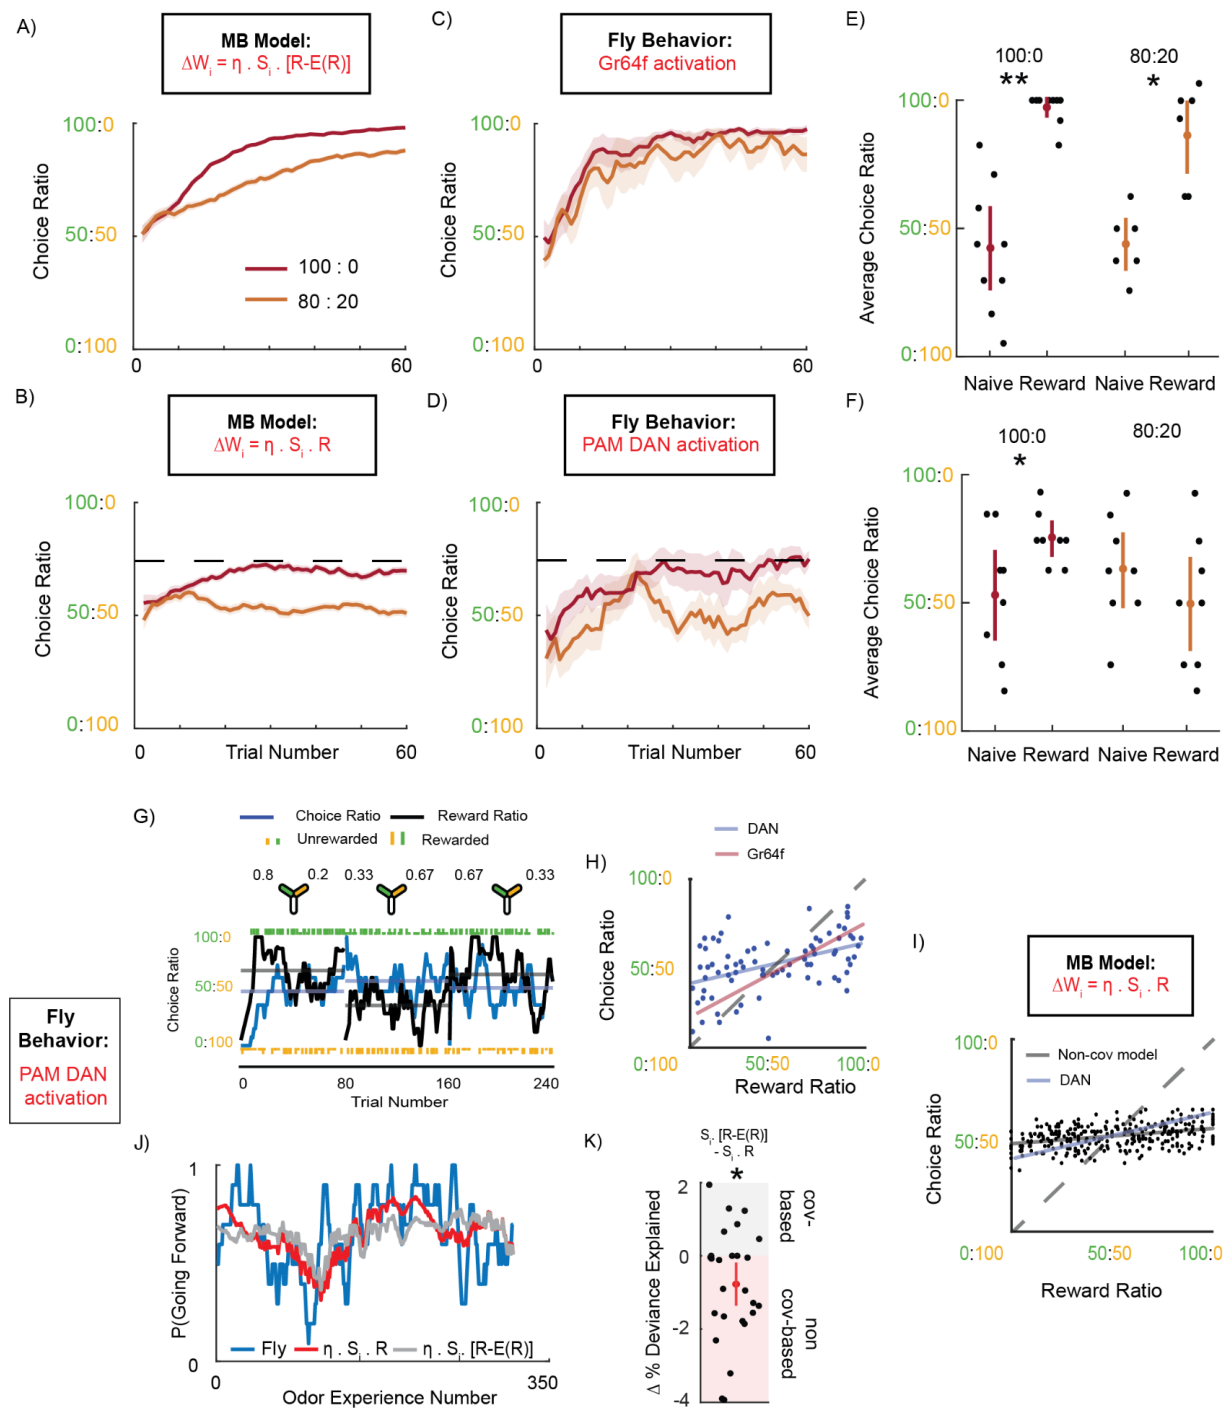 A)
MB Model:
ΔWᵢ = η . Sᵢ . [R-E(R)]
Choice Ratio
100:0
50:50
0:100
100 : 0
80 : 20
0
60
C)
Fly Behavior:
Gr64f activation
Choice Ratio
100:0
50:50
0:100
0
60
E)
100:0
**
80:20
*
Average Choice Ratio
100:0
50:50
0:100
Naive Reward
Naive Reward
B)
MB Model:
ΔWᵢ = η . Sᵢ . R
Choice Ratio
100:0
50:50
0:100
0
Trial Number
60
D)
Fly Behavior:
PAM DAN activation
Choice Ratio
100:0
50:50
0:100
0
Trial Number
60
F)
100:0
*
80:20
Average Choice Ratio
100:0
50:50
0:100
Naive Reward
Naive Reward
G)
Choice Ratio
Reward Ratio
Unrewarded
Rewarded
0.8
0.2
0.33
0.67
0.67
0.33
Choice Ratio
100:0
50:50
0:100
0
80
160
240
Trial Number
Fly
Behavior:
PAM DAN
activation
H)
DAN
Gr64f
Choice Ratio
100:0
50:50
0:100
50:50
100:0
Reward Ratio
I)
MB Model:
ΔWᵢ = η . Sᵢ . R
Choice Ratio
100:0
50:50
Non-cov model
DAN
0:100
50:50
100:0
Reward Ratio
J)
P(Going Forward)
1
0
Fly
η . Sᵢ . R
η . Sᵢ. [R-E(R)]
0
350
Odor Experience Number
K)
Sᵢ. [R-E(R)]
- Sᵢ . R
*
Δ % Deviance Explained
2
0
-2
-4
cov-
based
non
cov-based